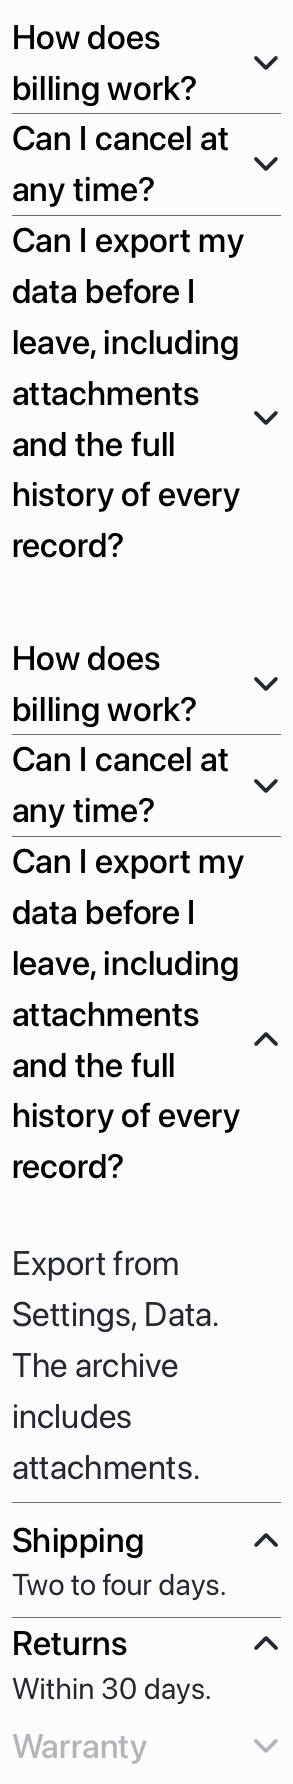 How does
billing work?
Can I cancel at
any time?
Can I export my
data before I
leave, including
attachments
and the full
history of every
record?
How does
billing work?
Can I cancel at
any time?
Can I export my
data before I
leave, including
attachments
and the full
history of every
record?
Export from
Settings, Data.
The archive
includes
attachments.
Shipping
Two to four days.
Returns
Within 30 days.
Warranty